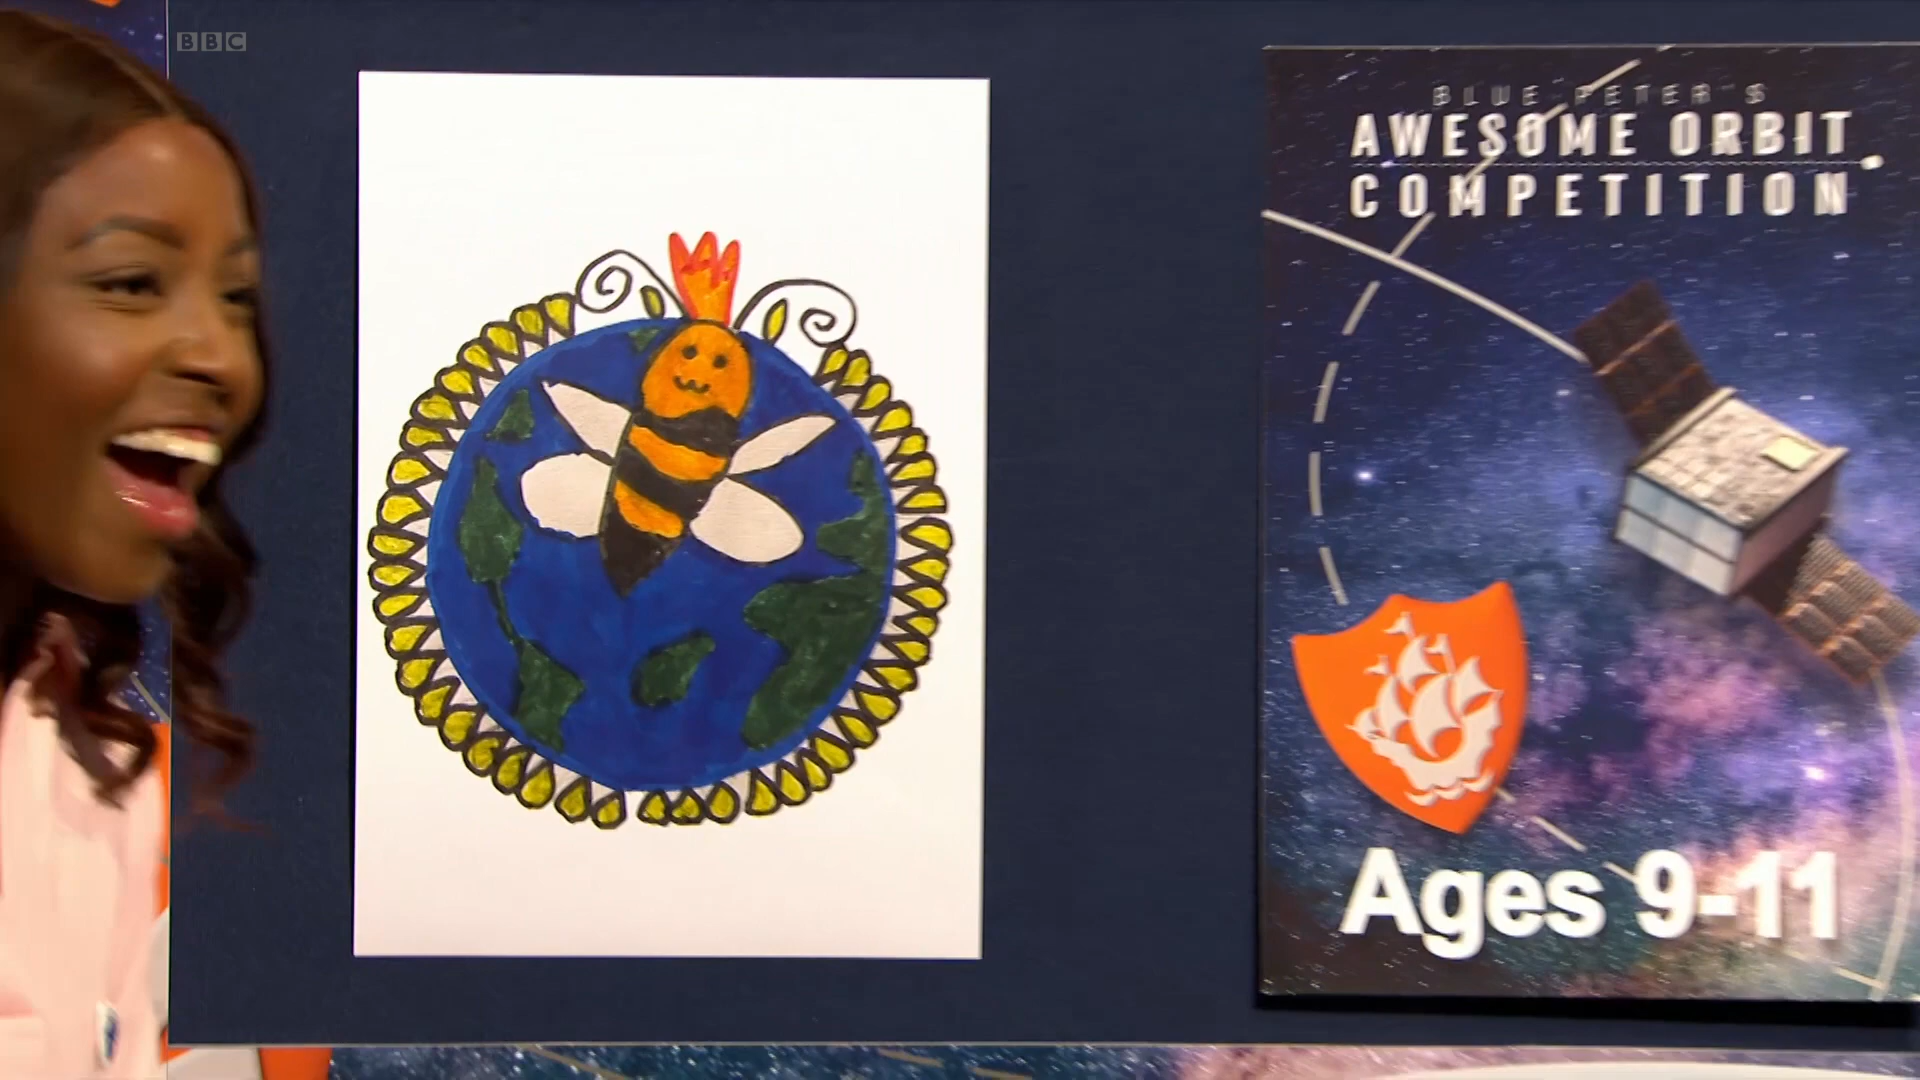 BBC
BLUE PETER'S
AWESOME ORBIT
COMPETITION
Ages 9-11